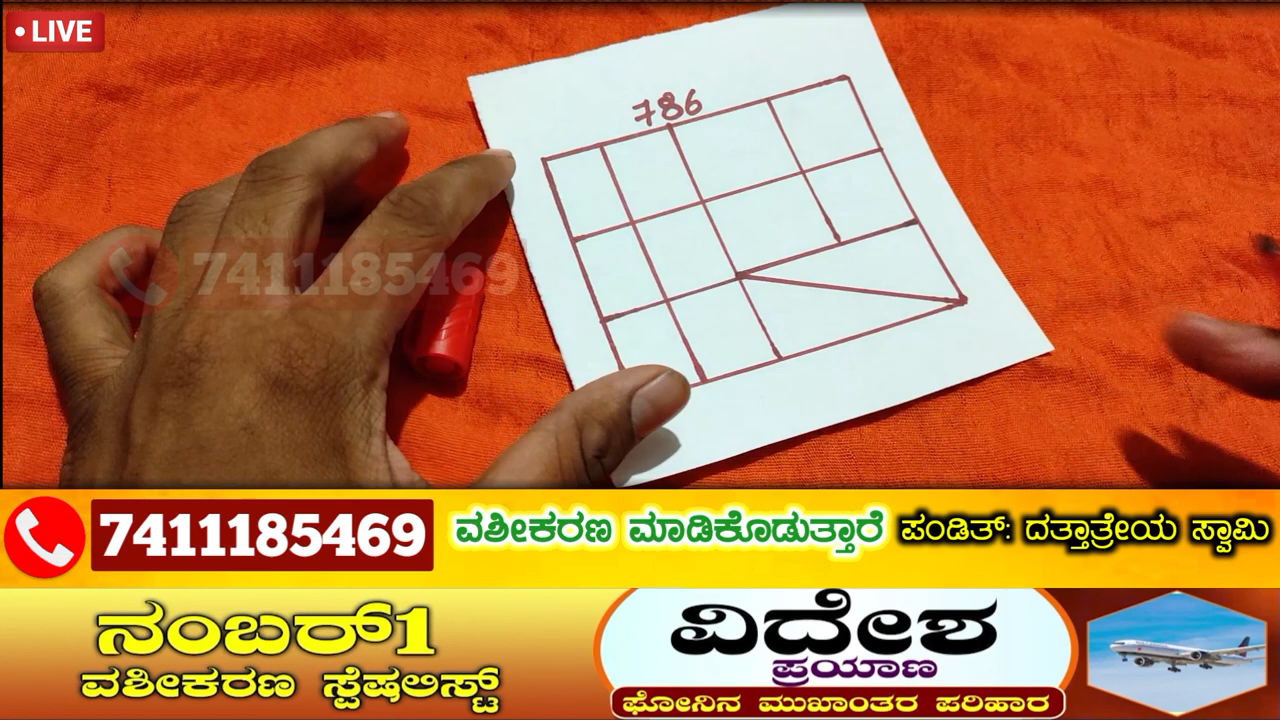 • LIVE
786
7411185469
7411185469 ವಶೀಕರಣ ಮಾಡಿಕೊಡುತ್ತಾರೆ ಪಂಡಿತ್: ದತ್ತಾತ್ರೇಯ ಸ್ವಾಮಿ
ನಂಬರ್1
ವಶೀಕರಣ ಸ್ಪೆಷಲಿಸ್ಟ್
ವಿದೇಶ
ಪ್ರಯಾಣ
ಫೋನಿನ ಮುಖಾಂತರ ಪರಿಹಾರ